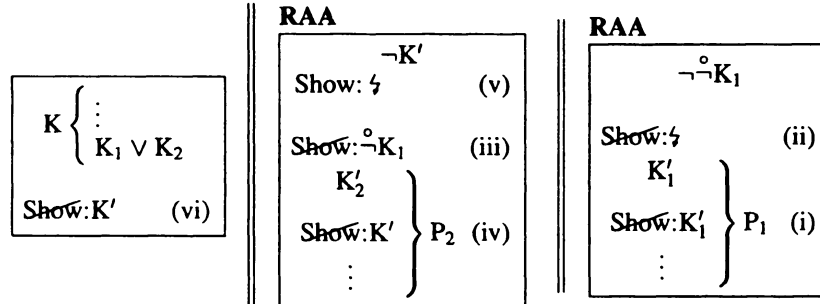 K { ⋮
K₁ ∨ K₂
Show: K′ (vi)
RAA
¬K′
Show: ↯ (v)
Show: ¬̊K₁ (iii)
K′₂
Show: K′ } P₂ (iv)
⋮
RAA
¬¬̊K₁
Show: ↯ (ii)
K′₁
Show: K′₁ } P₁ (i)
⋮